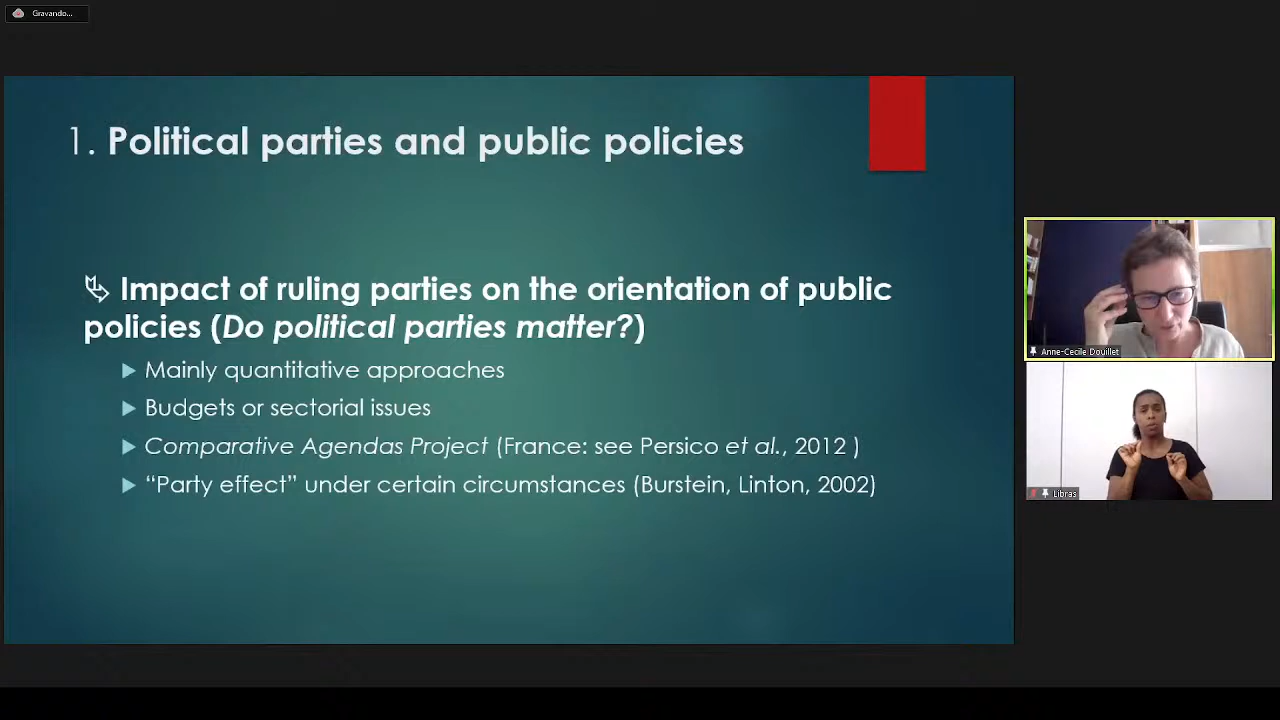 Gravando...
1. Political parties and public policies
Impact of ruling parties on the orientation of public
policies (Do political parties matter?)
Mainly quantitative approaches
Budgets or sectorial issues
Comparative Agendas Project (France: see Persico et al., 2012 )
“Party effect” under certain circumstances (Burstein, Linton, 2002)
Anne-Cecile Douillet
Libras